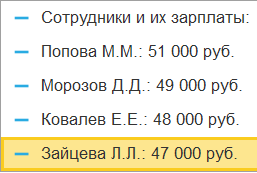 Сотрудники и их зарплаты:
Попова М.М.: 51 000 руб.
Морозов Д.Д.: 49 000 руб.
Ковалев Е.Е.: 48 000 руб.
Зайцева Л.Л.: 47 000 руб.